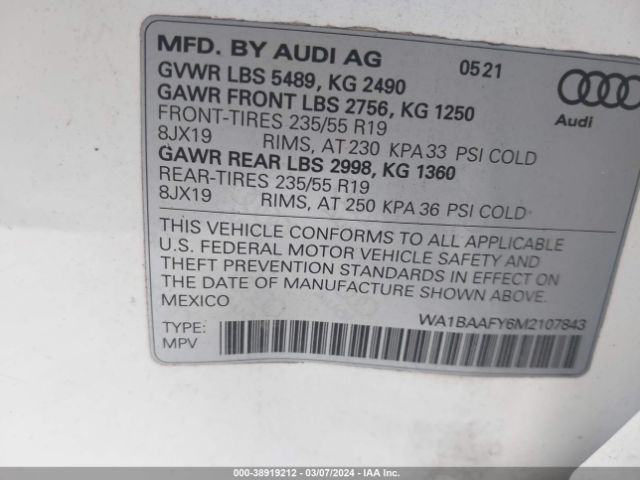 MFD. BY AUDI AG 0521
GVWR LBS 5489, KG 2490
GAWR FRONT LBS 2756, KG 1250
FRONT-TIRES 235/55 R19
8JX19 RIMS, AT 230 KPA 33 PSI COLD
GAWR REAR LBS 2998, KG 1360
REAR-TIRES 235/55 R19
8JX19 RIMS, AT 250 KPA 36 PSI COLD
Audi
THIS VEHICLE CONFORMS TO ALL APPLICABLE
U.S. FEDERAL MOTOR VEHICLE SAFETY AND
THEFT PREVENTION STANDARDS IN EFFECT ON
THE DATE OF MANUFACTURE SHOWN ABOVE.
MEXICO
WA1BAAFY6M2107843
TYPE:
MPV
000-38919212 - 03/07/2024 - IAA Inc.